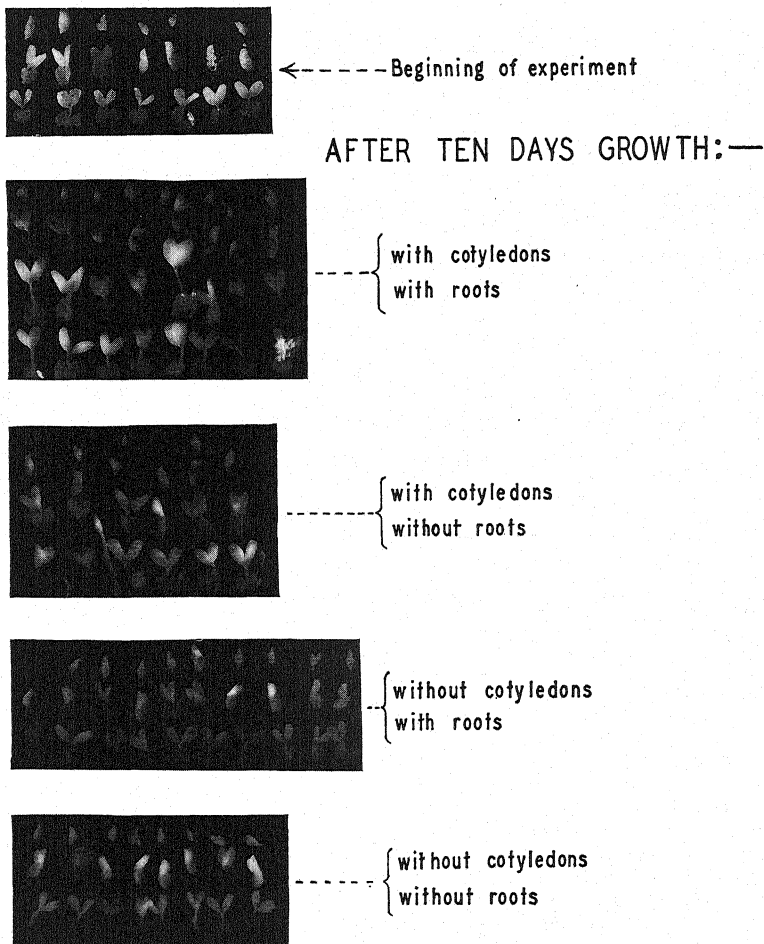 Beginning of experiment
AFTER TEN DAYS GROWTH:—
with cotyledons
with roots
with cotyledons
without roots
without cotyledons
with roots
without cotyledons
without roots